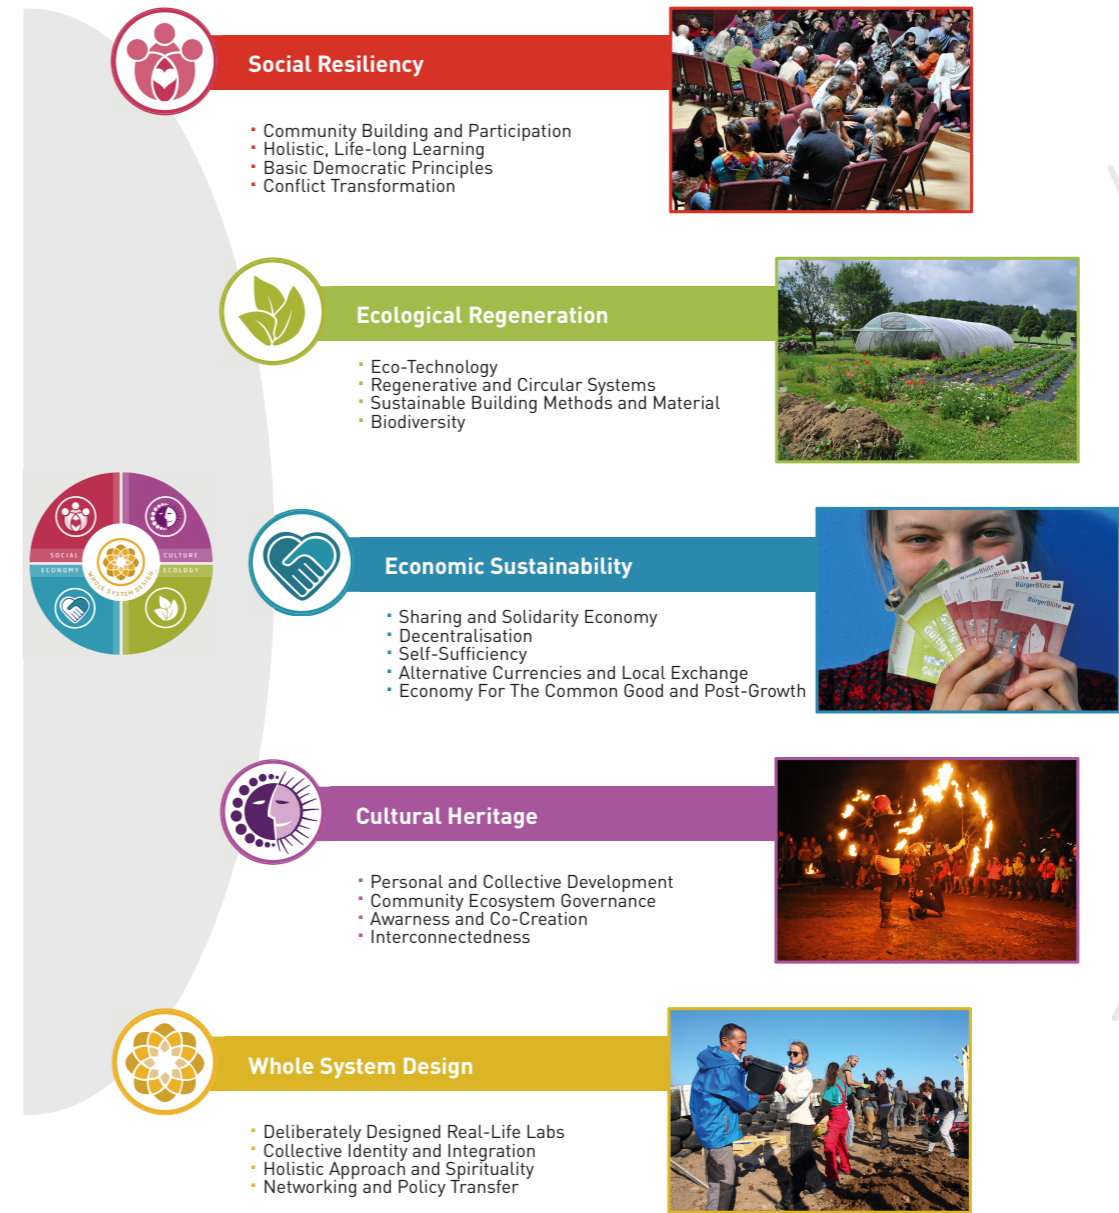 Social Resiliency
Community Building and Participation
Holistic, Life-long Learning
Basic Democratic Principles
Conflict Transformation
Ecological Regeneration
Eco-Technology
Regenerative and Circular Systems
Sustainable Building Methods and Material
Biodiversity
SOCIAL
CULTURE
ECONOMY
ECOLOGY
WHOLE SYSTEM DESIGN
Economic Sustainability
Sharing and Solidarity Economy
Decentralisation
Self-Sufficiency
Alternative Currencies and Local Exchange
Economy For The Common Good and Post-Growth
BürgerBlüte
BürgerBlüte
BürgerBlüte
Gültig
Cultural Heritage
Personal and Collective Development
Community Ecosystem Governance
Awarness and Co-Creation
Interconnectedness
Whole System Design
Deliberately Designed Real-Life Labs
Collective Identity and Integration
Holistic Approach and Spirituality
Networking and Policy Transfer